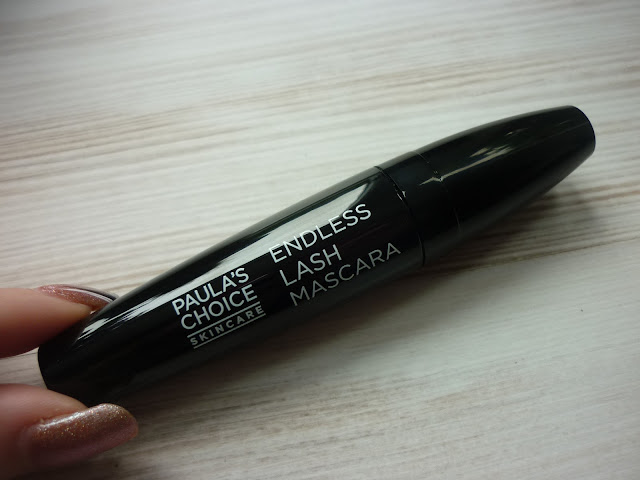 PAULA'S
CHOICE
SKINCARE
ENDLESS
LASH
MASCARA